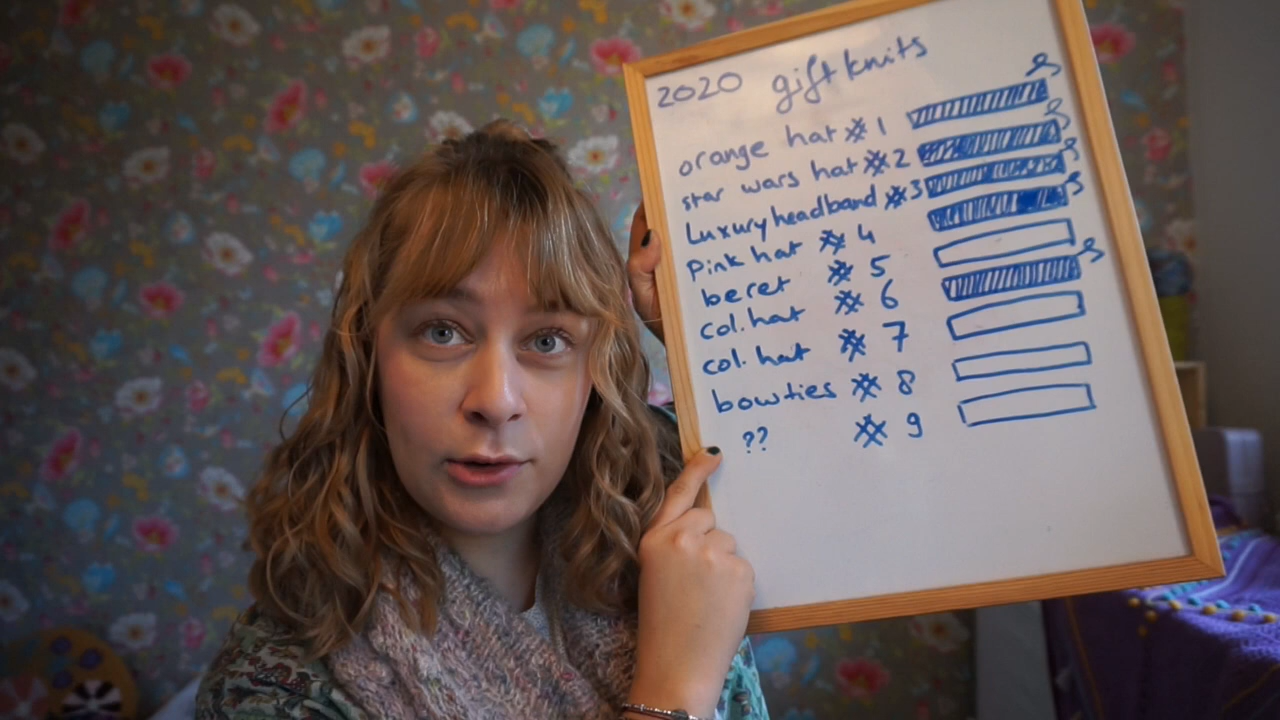 2020 gift knits
orange hat #1
star wars hat #2
Luxury headband #3
Pink hat #4
beret #5
col. hat #6
col. hat #7
bowties #8
?? #9